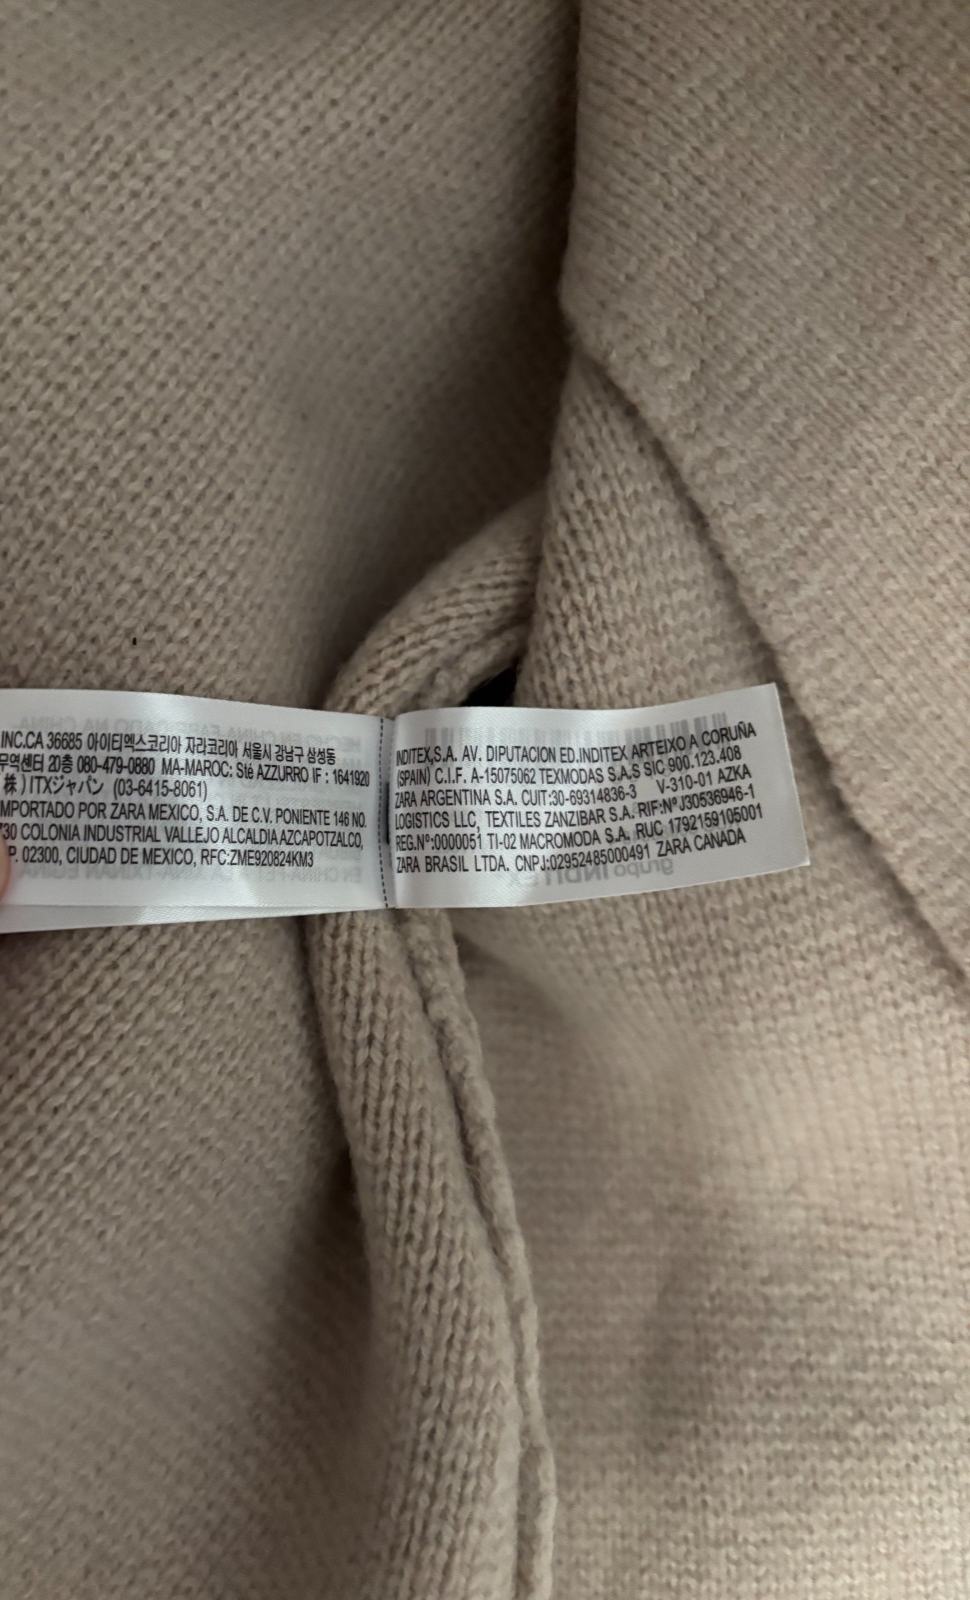 INC.CA 36685 아이티엑스코리아 자라코리아 서울시 강남구 삼성동
무역센터 20층 080-479-0880 MA-MAROC: Sté AZZURRO IF : 1641920
株 ) ITXジャパン (03-6415-8061)
IMPORTADO POR ZARA MEXICO, S.A. DE C.V. PONIENTE 146 NO.
730 COLONIA INDUSTRIAL VALLEJO ALCALDIA AZCAPOTZALCO,
P. 02300, CIUDAD DE MEXICO, RFC:ZME920824KM3
INDITEX,S.A. AV. DIPUTACION ED.INDITEX ARTEIXO A CORUÑA
(SPAIN) C.I.F. A-15075062 TEXMODAS S.A.S SIC 900.123.408
ZARA ARGENTINA S.A. CUIT:30-69314836-3 V-310-01 AZKA
LOGISTICS LLC, TEXTILES ZANZIBAR S.A. RIF:Nº J30536946-1
REG.Nº:0000051 TI-02 MACROMODA S.A. RUC 1792159105001
ZARA BRASIL LTDA. CNPJ:02952485000491 ZARA CANADA
grupo INDITEX